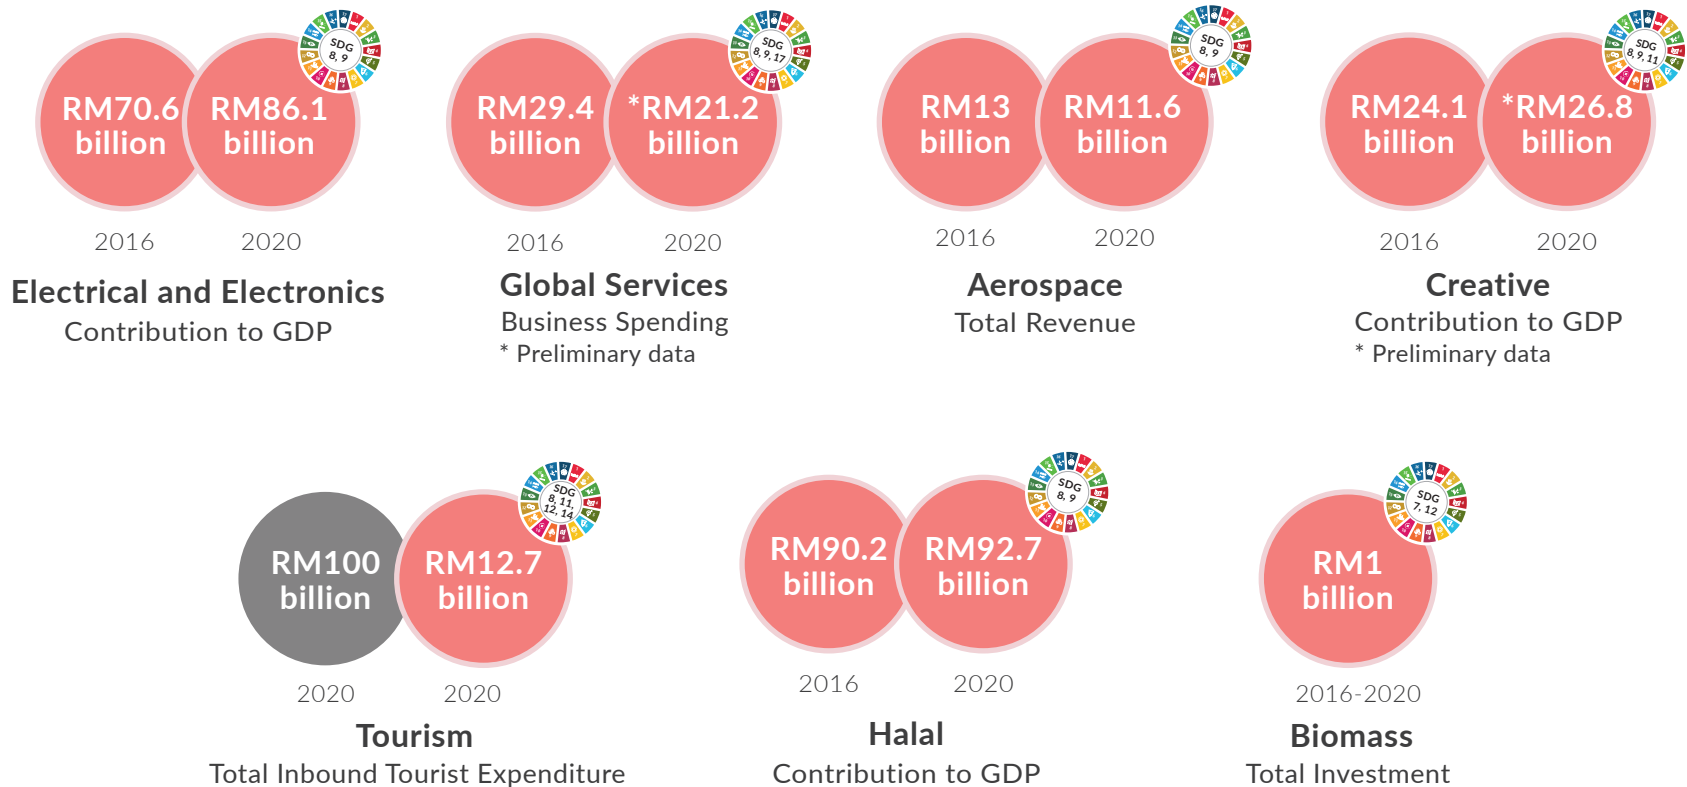 SDG
8, 9
RM70.6
billion
RM86.1
billion
2016
2020
Electrical and Electronics
Contribution to GDP
SDG
8, 9, 17
RM29.4
billion
*RM21.2
billion
2016
2020
Global Services
Business Spending
* Preliminary data
SDG
8, 9
RM13
billion
RM11.6
billion
2016
2020
Aerospace
Total Revenue
SDG
8, 9, 11
RM24.1
billion
*RM26.8
billion
2016
2020
Creative
Contribution to GDP
* Preliminary data
SDG
8, 11,
12, 14
RM100
billion
RM12.7
billion
2020
2020
Tourism
Total Inbound Tourist Expenditure
SDG
8, 9
RM90.2
billion
RM92.7
billion
2016
2020
Halal
Contribution to GDP
SDG
7, 12
RM1
billion
2016-2020
Biomass
Total Investment